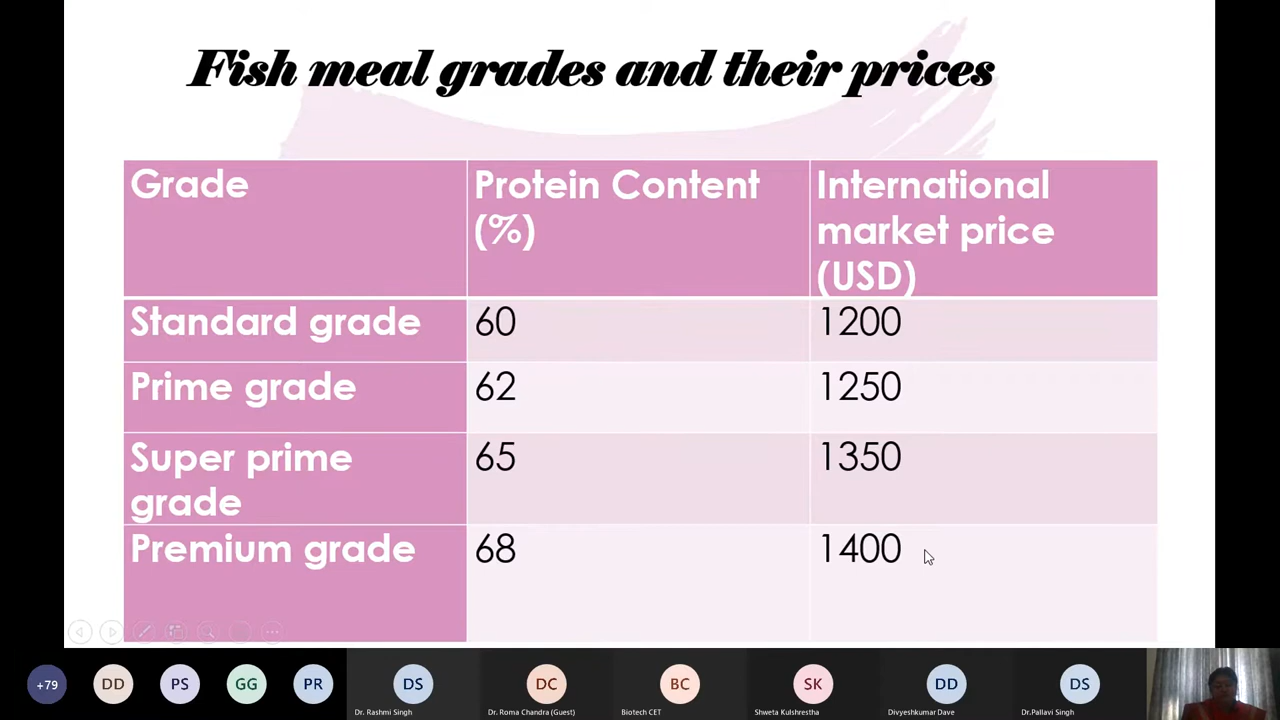 Fish meal grades and their prices
Grade
Protein Content
(%)
International
market price
(USD)
Standard grade
60
1200
Prime grade
62
1250
Super prime
grade
65
1350
Premium grade
68
1400
+79
DD
PS
GG
PR
DS
DC
BC
SK
DD
DS
Dr. Rashmi Singh
Dr. Roma Chandra (Guest)
Biotech CET
Shweta Kulshrestha
Divyeshkumar Dave
Dr.Pallavi Singh